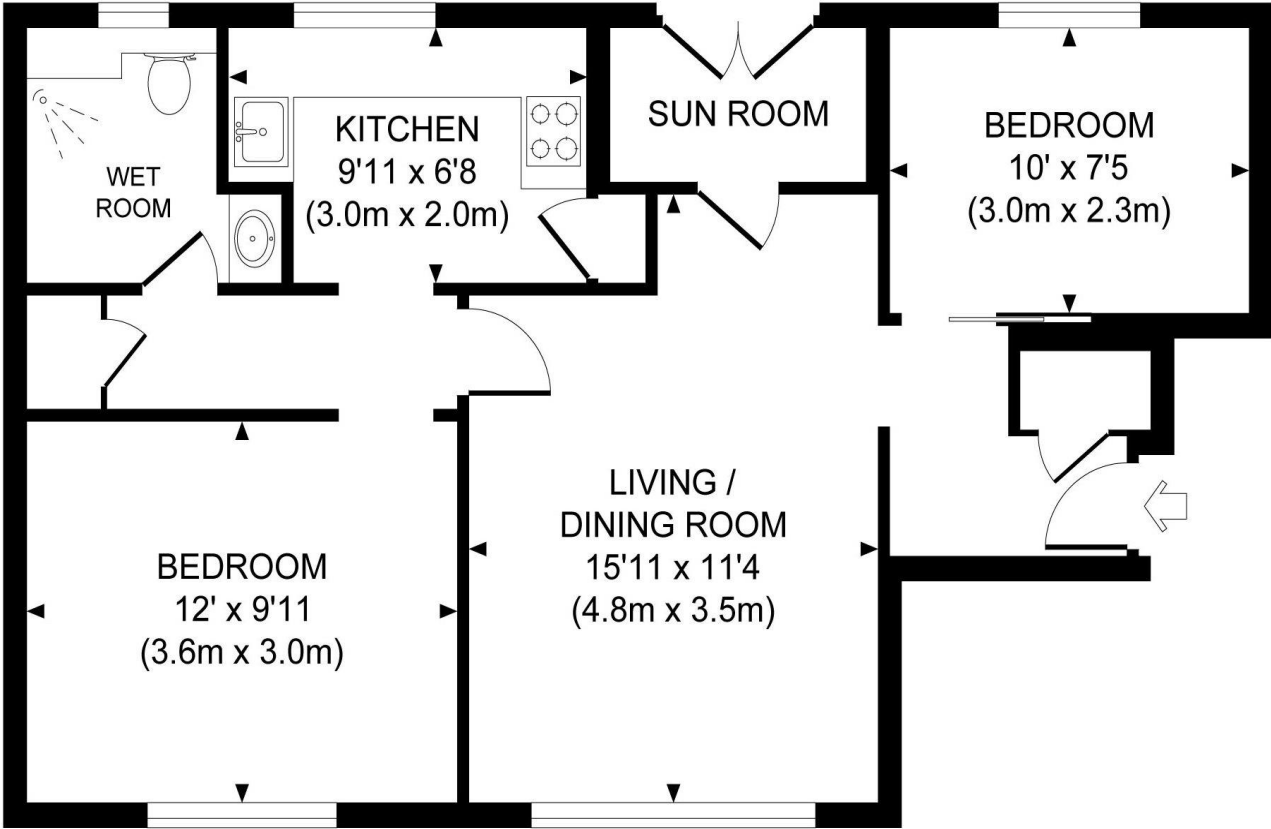 WET
ROOM
KITCHEN
9'11 x 6'8
(3.0m x 2.0m)
SUN ROOM
BEDROOM
10' x 7'5
(3.0m x 2.3m)
BEDROOM
12' x 9'11
(3.6m x 3.0m)
LIVING /
DINING ROOM
15'11 x 11'4
(4.8m x 3.5m)